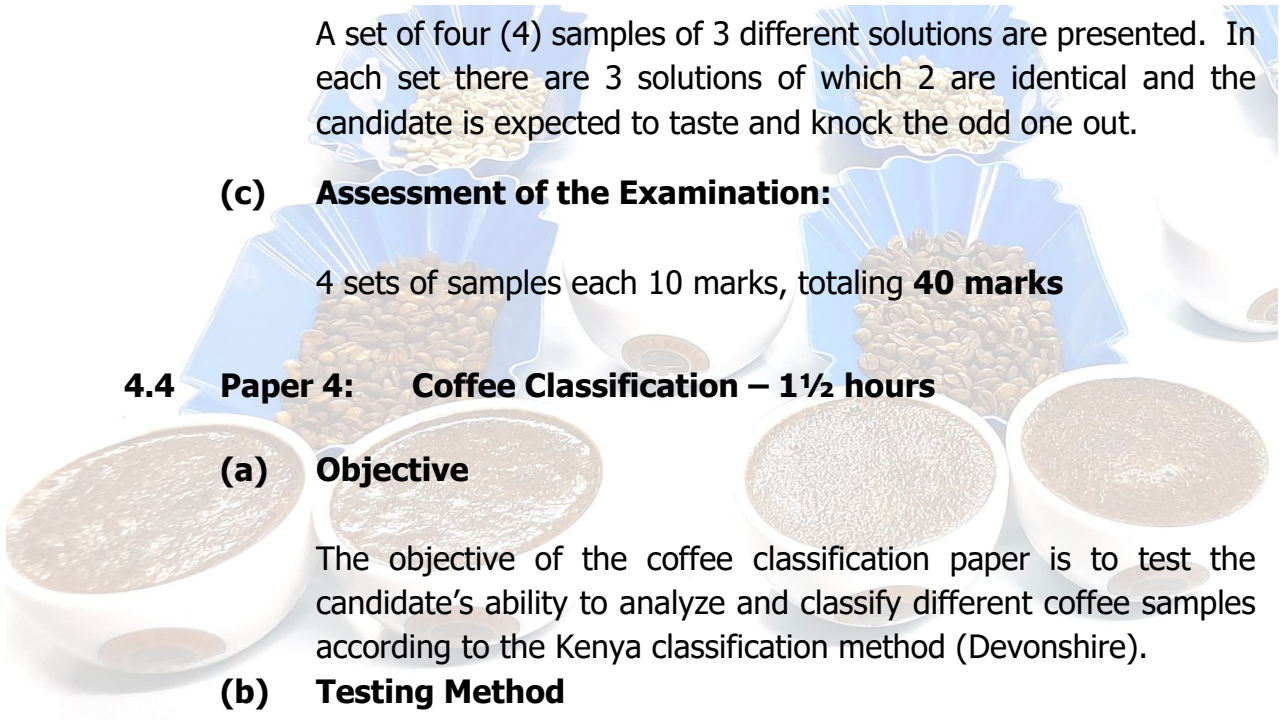 A set of four (4) samples of 3 different solutions are presented. In
each set there are 3 solutions of which 2 are identical and the
candidate is expected to taste and knock the odd one out.
(c) Assessment of the Examination:
4 sets of samples each 10 marks, totaling 40 marks
4.4 Paper 4: Coffee Classification – 1½ hours
(a) Objective
The objective of the coffee classification paper is to test the
candidate’s ability to analyze and classify different coffee samples
according to the Kenya classification method (Devonshire).
(b) Testing Method